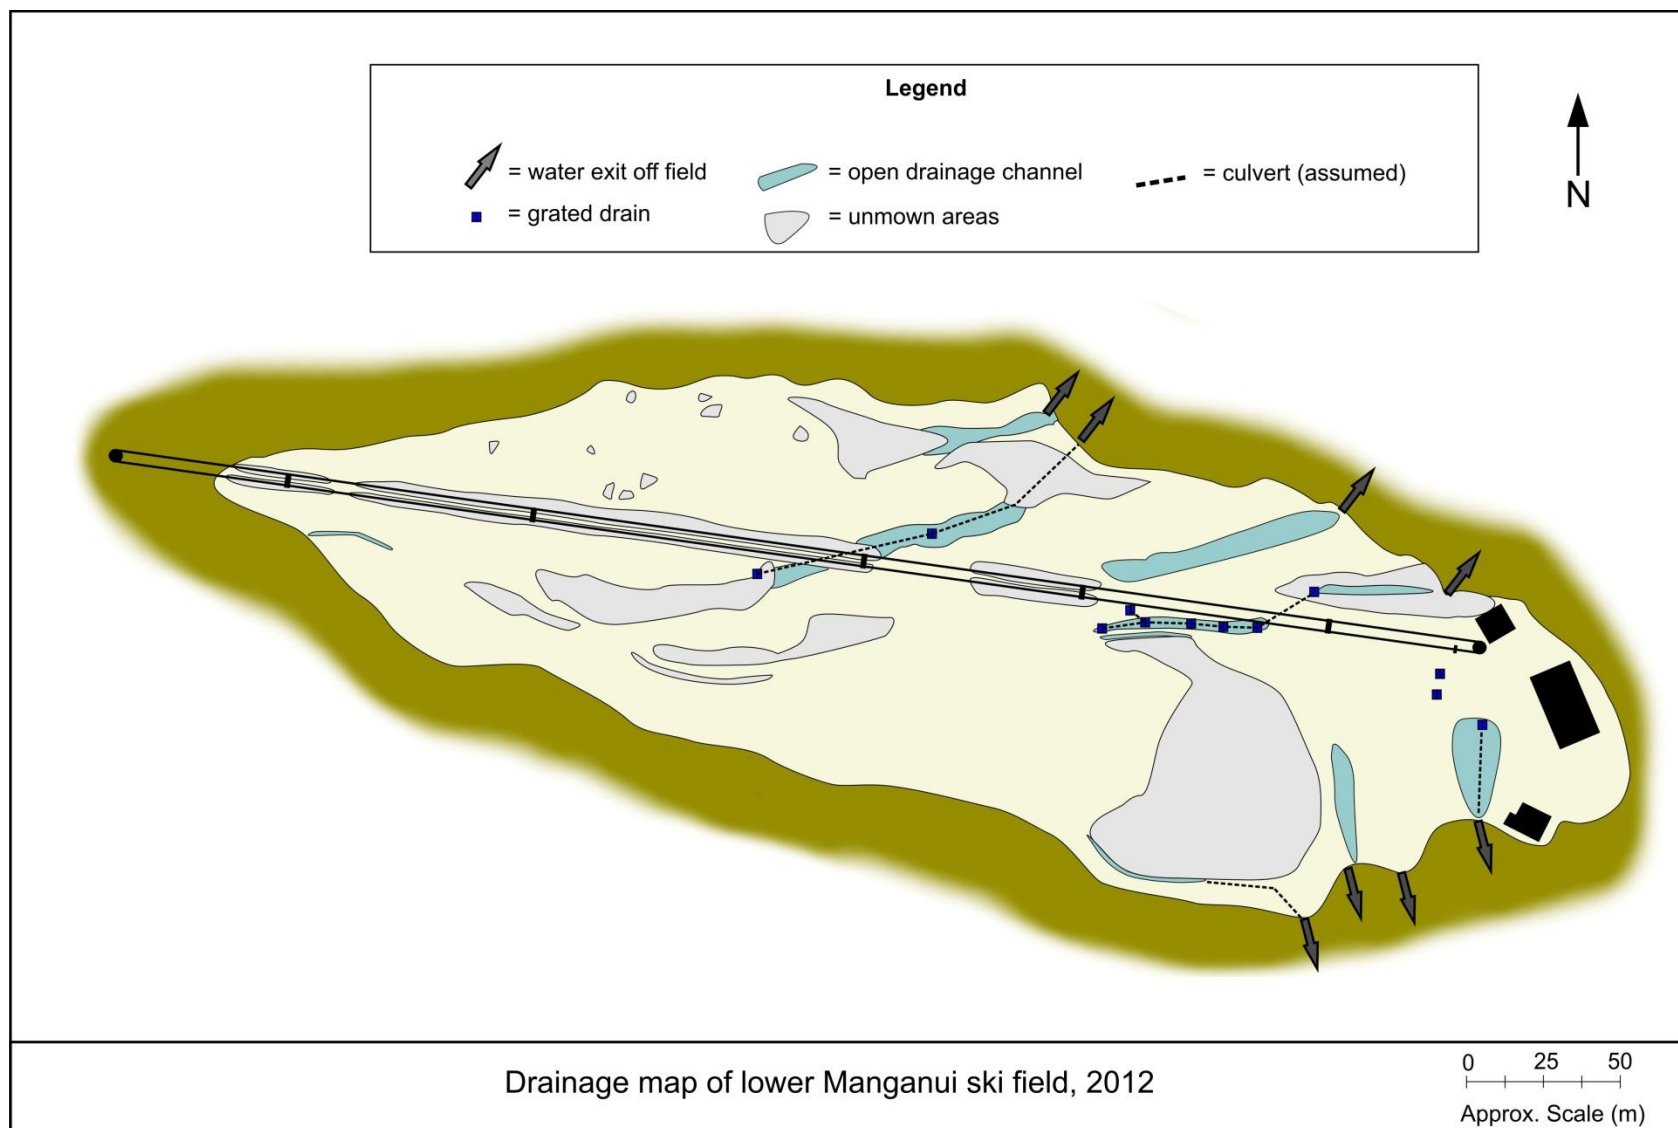 Legend
= water exit off field
= open drainage channel
= culvert (assumed)
= grated drain
= unmown areas
N
Drainage map of lower Manganui ski field, 2012
0 25 50
Approx. Scale (m)